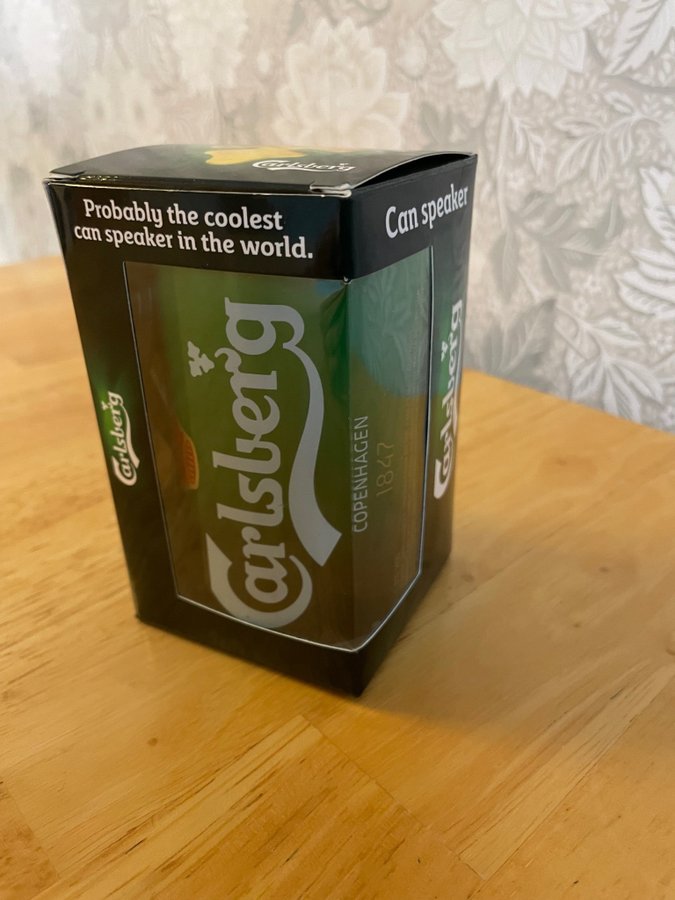 Carlsberg
Probably the coolest
can speaker in the world.
Can speaker
Carlsberg
Carlsberg
COPENHAGEN
1847
Carlsberg